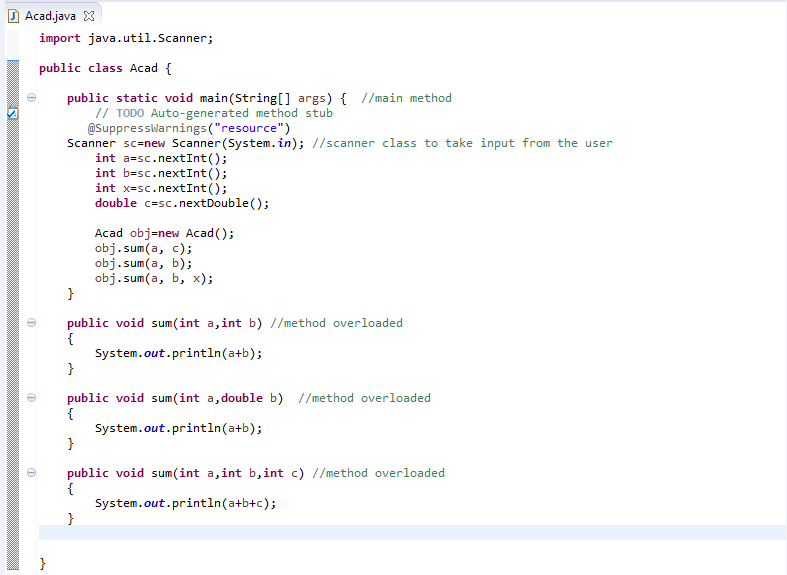 Acad.java
import java.util.Scanner;
public class Acad {
public static void main(String[] args) {  //main method
// TODO Auto-generated method stub
@SuppressWarnings("resource")
Scanner sc=new Scanner(System.in); //scanner class to take input from the user
int a=sc.nextInt();
int b=sc.nextInt();
int x=sc.nextInt();
double c=sc.nextDouble();
Acad obj=new Acad();
obj.sum(a, c);
obj.sum(a, b);
obj.sum(a, b, x);
}
public void sum(int a,int b) //method overloaded
{
System.out.println(a+b);
}
public void sum(int a,double b)  //method overloaded
{
System.out.println(a+b);
}
public void sum(int a,int b,int c) //method overloaded
{
System.out.println(a+b+c);
}
}